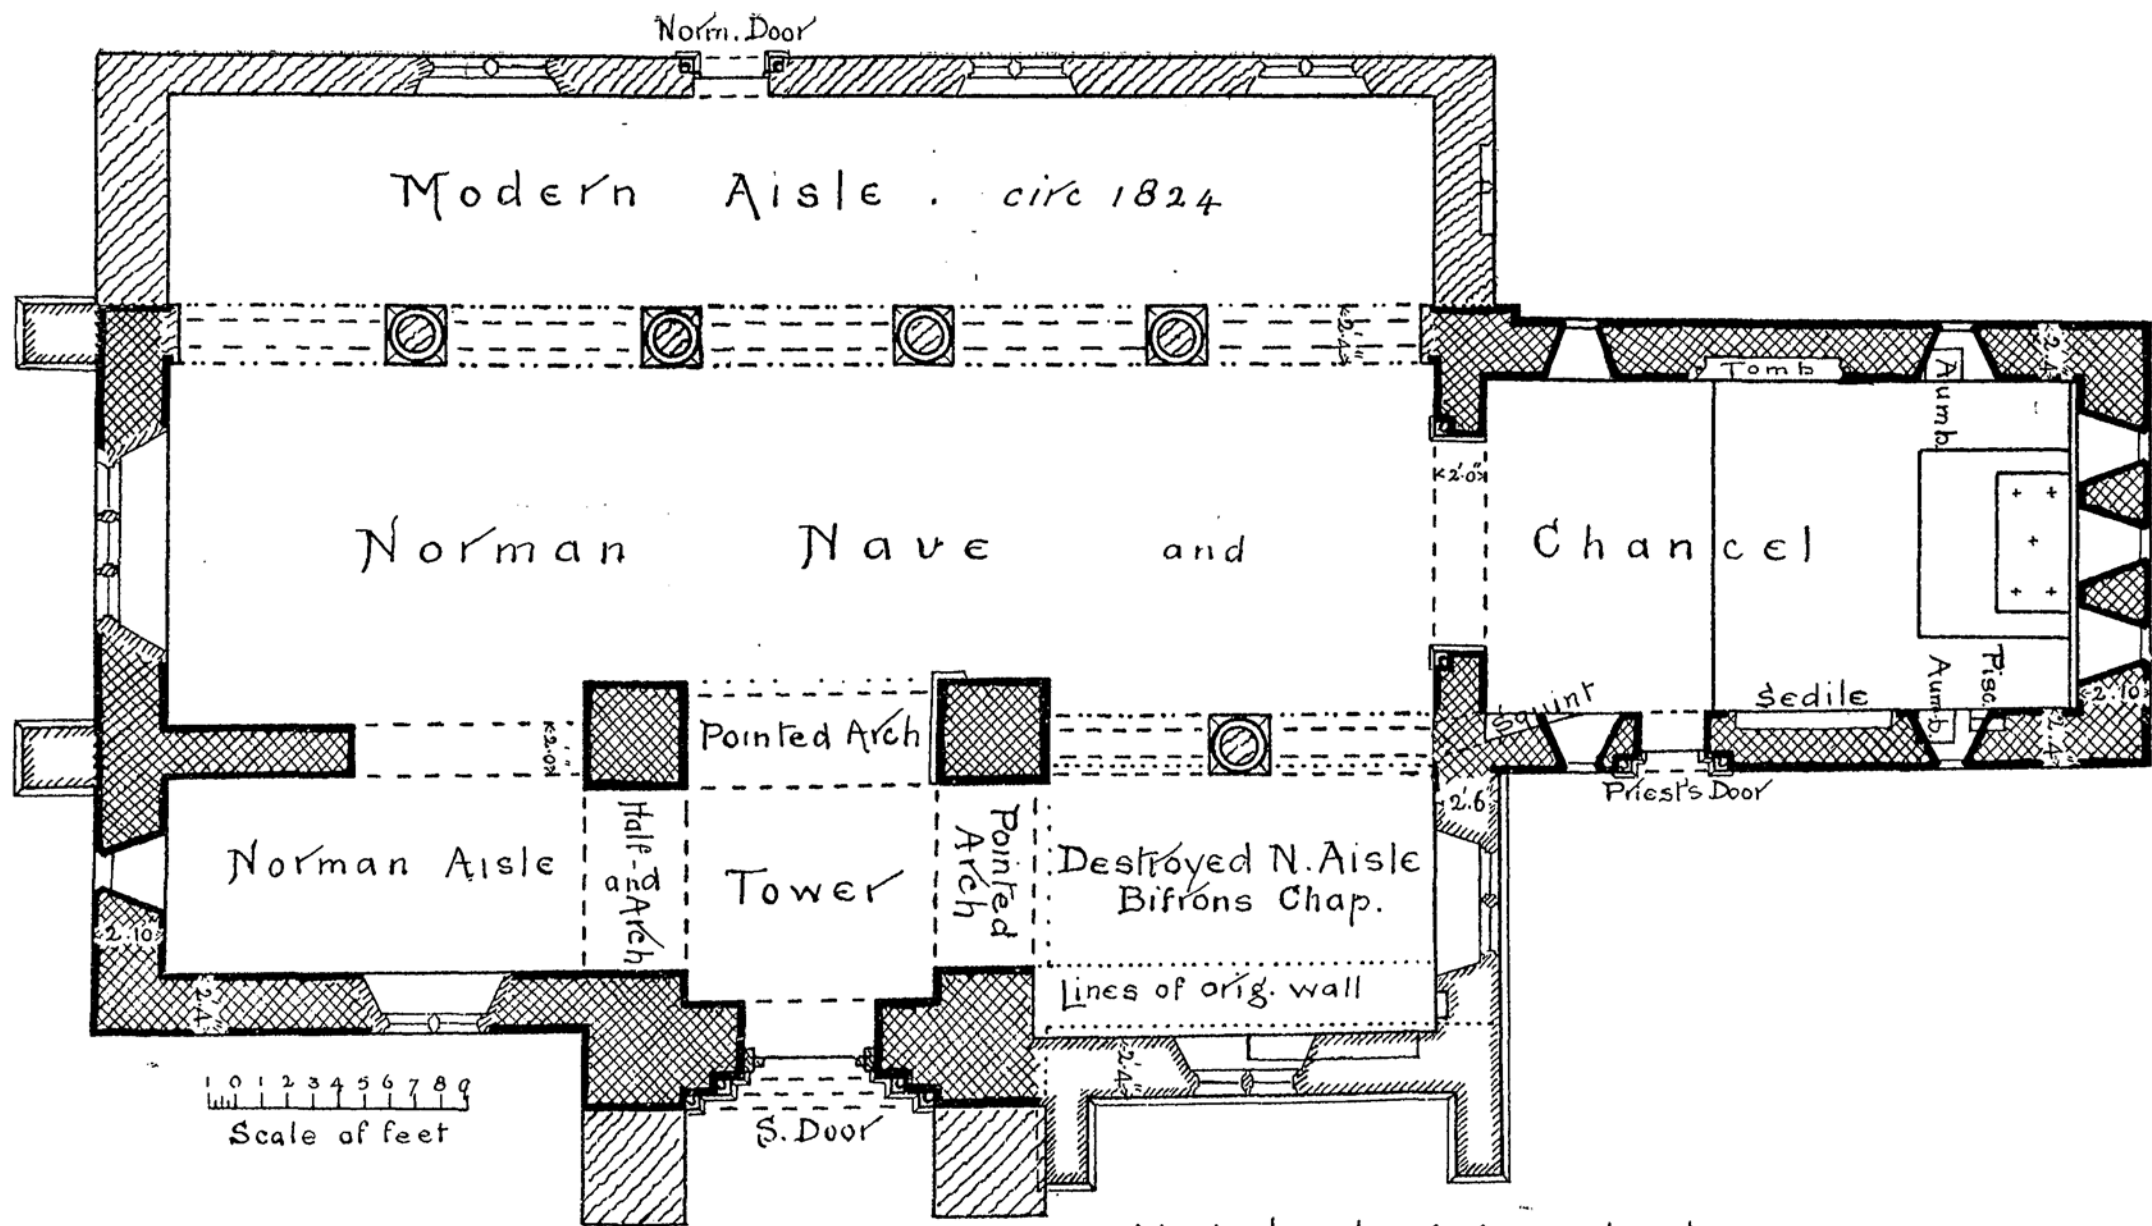 Norm. Door
Modern Aisle. circ 1824
2'.4"
Tomb
Aumb.
2'.4"
2'.0"
Norman Nave and Chancel
Pointed Arch
2'.0"
Squint
Sedile
Aumb.
Pisc.
2'.10
2'.4"
Priest's Door
2'.6
Norman Aisle
Half-Arch
and
Tower
Pointed
Arch
Destroyed N. Aisle
Bifrons Chap.
2'.10
2'.4
Lines of orig. wall
2'.4"
1 0 1 2 3 4 5 6 7 8 9
Scale of feet
S. Door